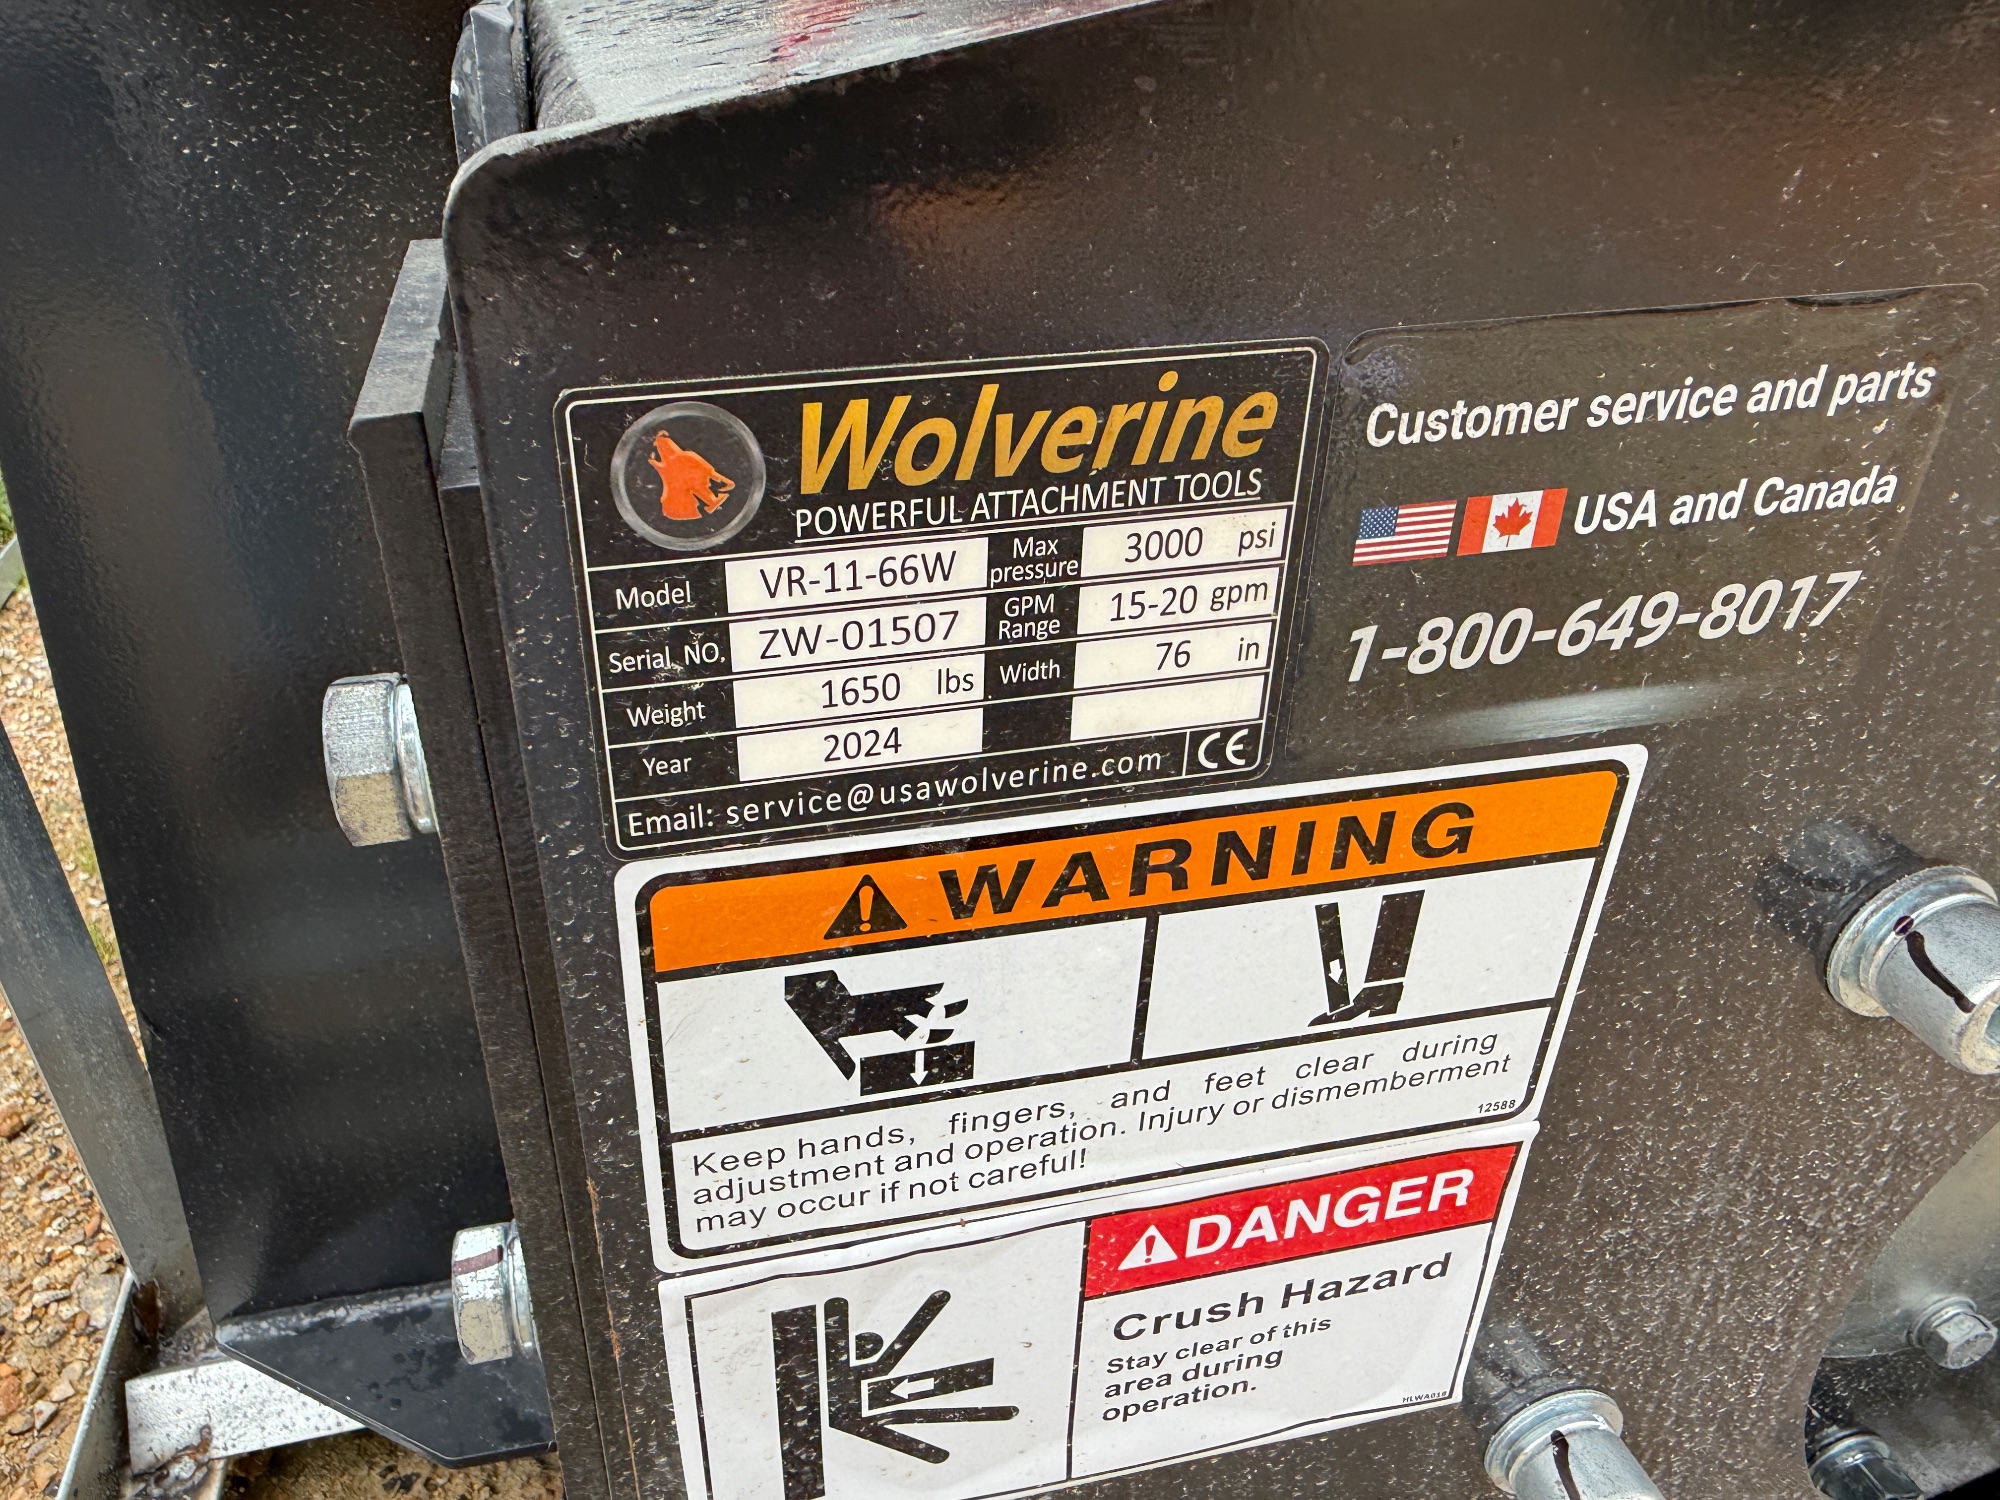 Wolverine
POWERFUL ATTACHMENT TOOLS
Model VR-11-66W Max pressure 3000 psi
Serial. NO. ZW-01507 GPM Range 15-20 gpm
Weight 1650 lbs Width 76 in
Year 2024
Email: service@usawolverine.com CE
Customer service and parts
USA and Canada
1-800-649-8017
WARNING
Keep hands, fingers, and feet clear during
adjustment and operation. Injury or dismemberment
may occur if not careful!
12588
DANGER
Crush Hazard
Stay clear of this
area during
operation.
HLWA018